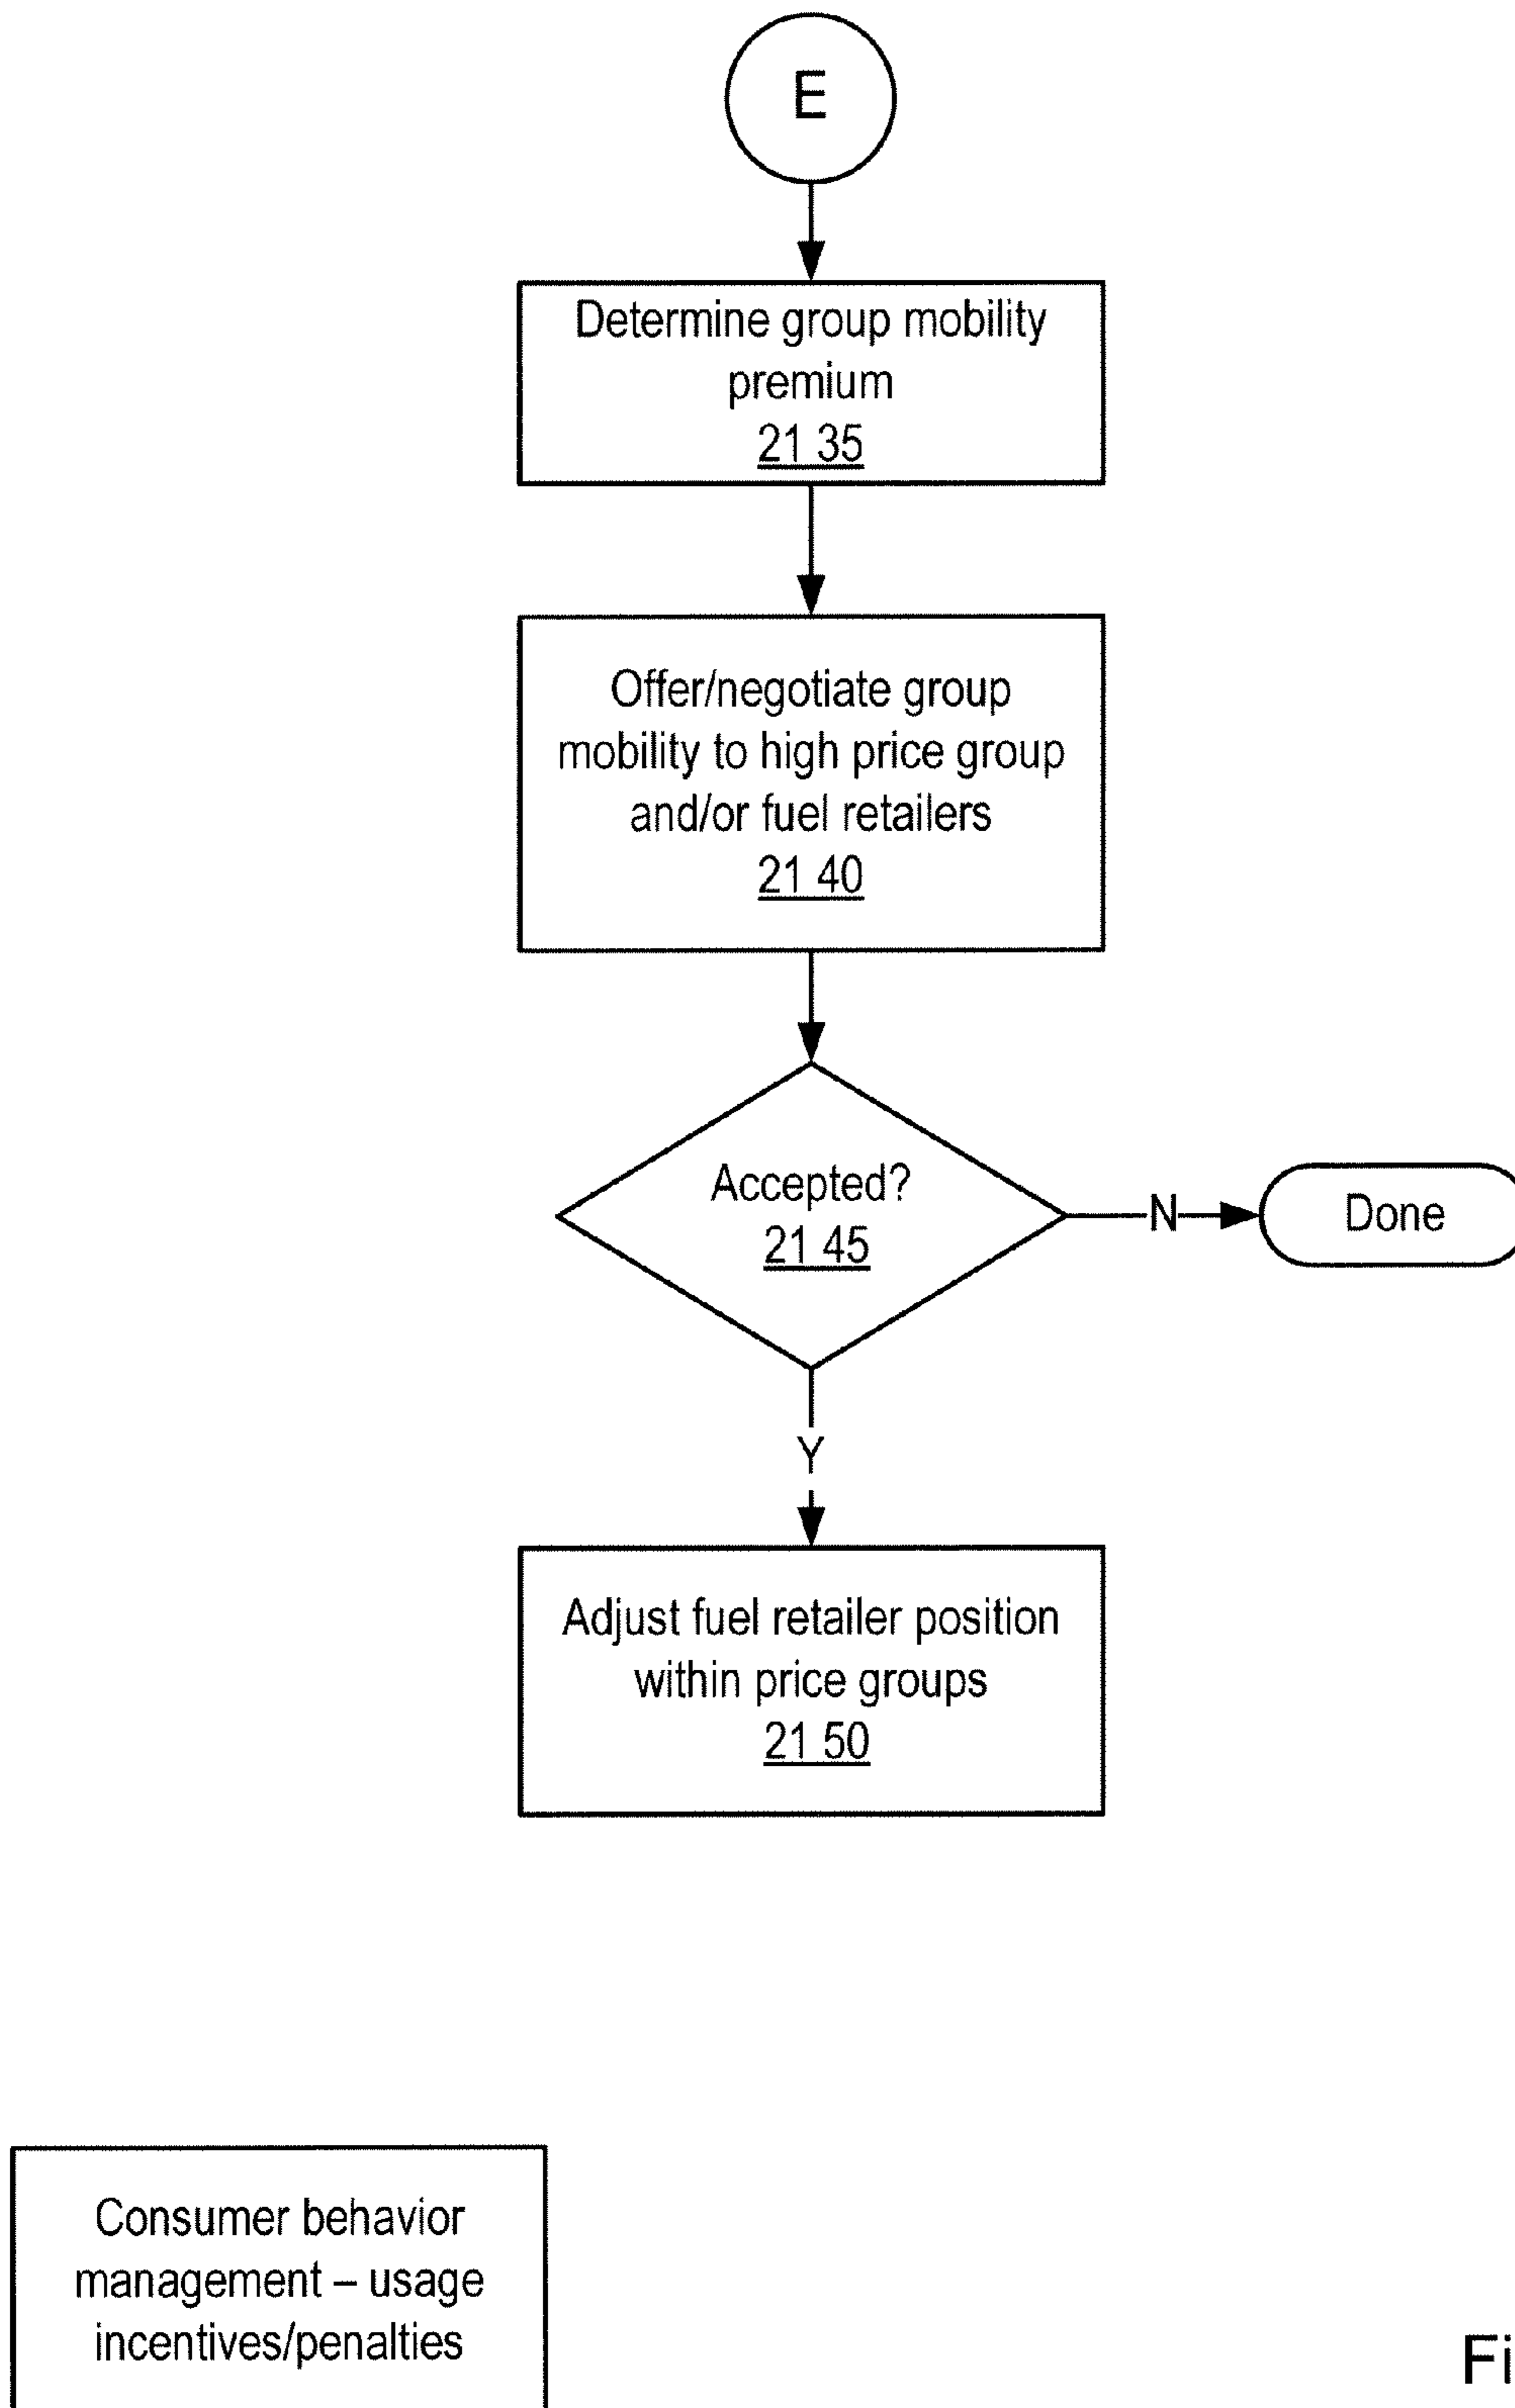 E
Determine group mobility
premium
21 35
Offer/negotiate group
mobility to high price group
and/or fuel retailers
21 40
Accepted?
21 45
N
Done
Y
Adjust fuel retailer position
within price groups
21 50
Consumer behavior
management – usage
incentives/penalties
Fi